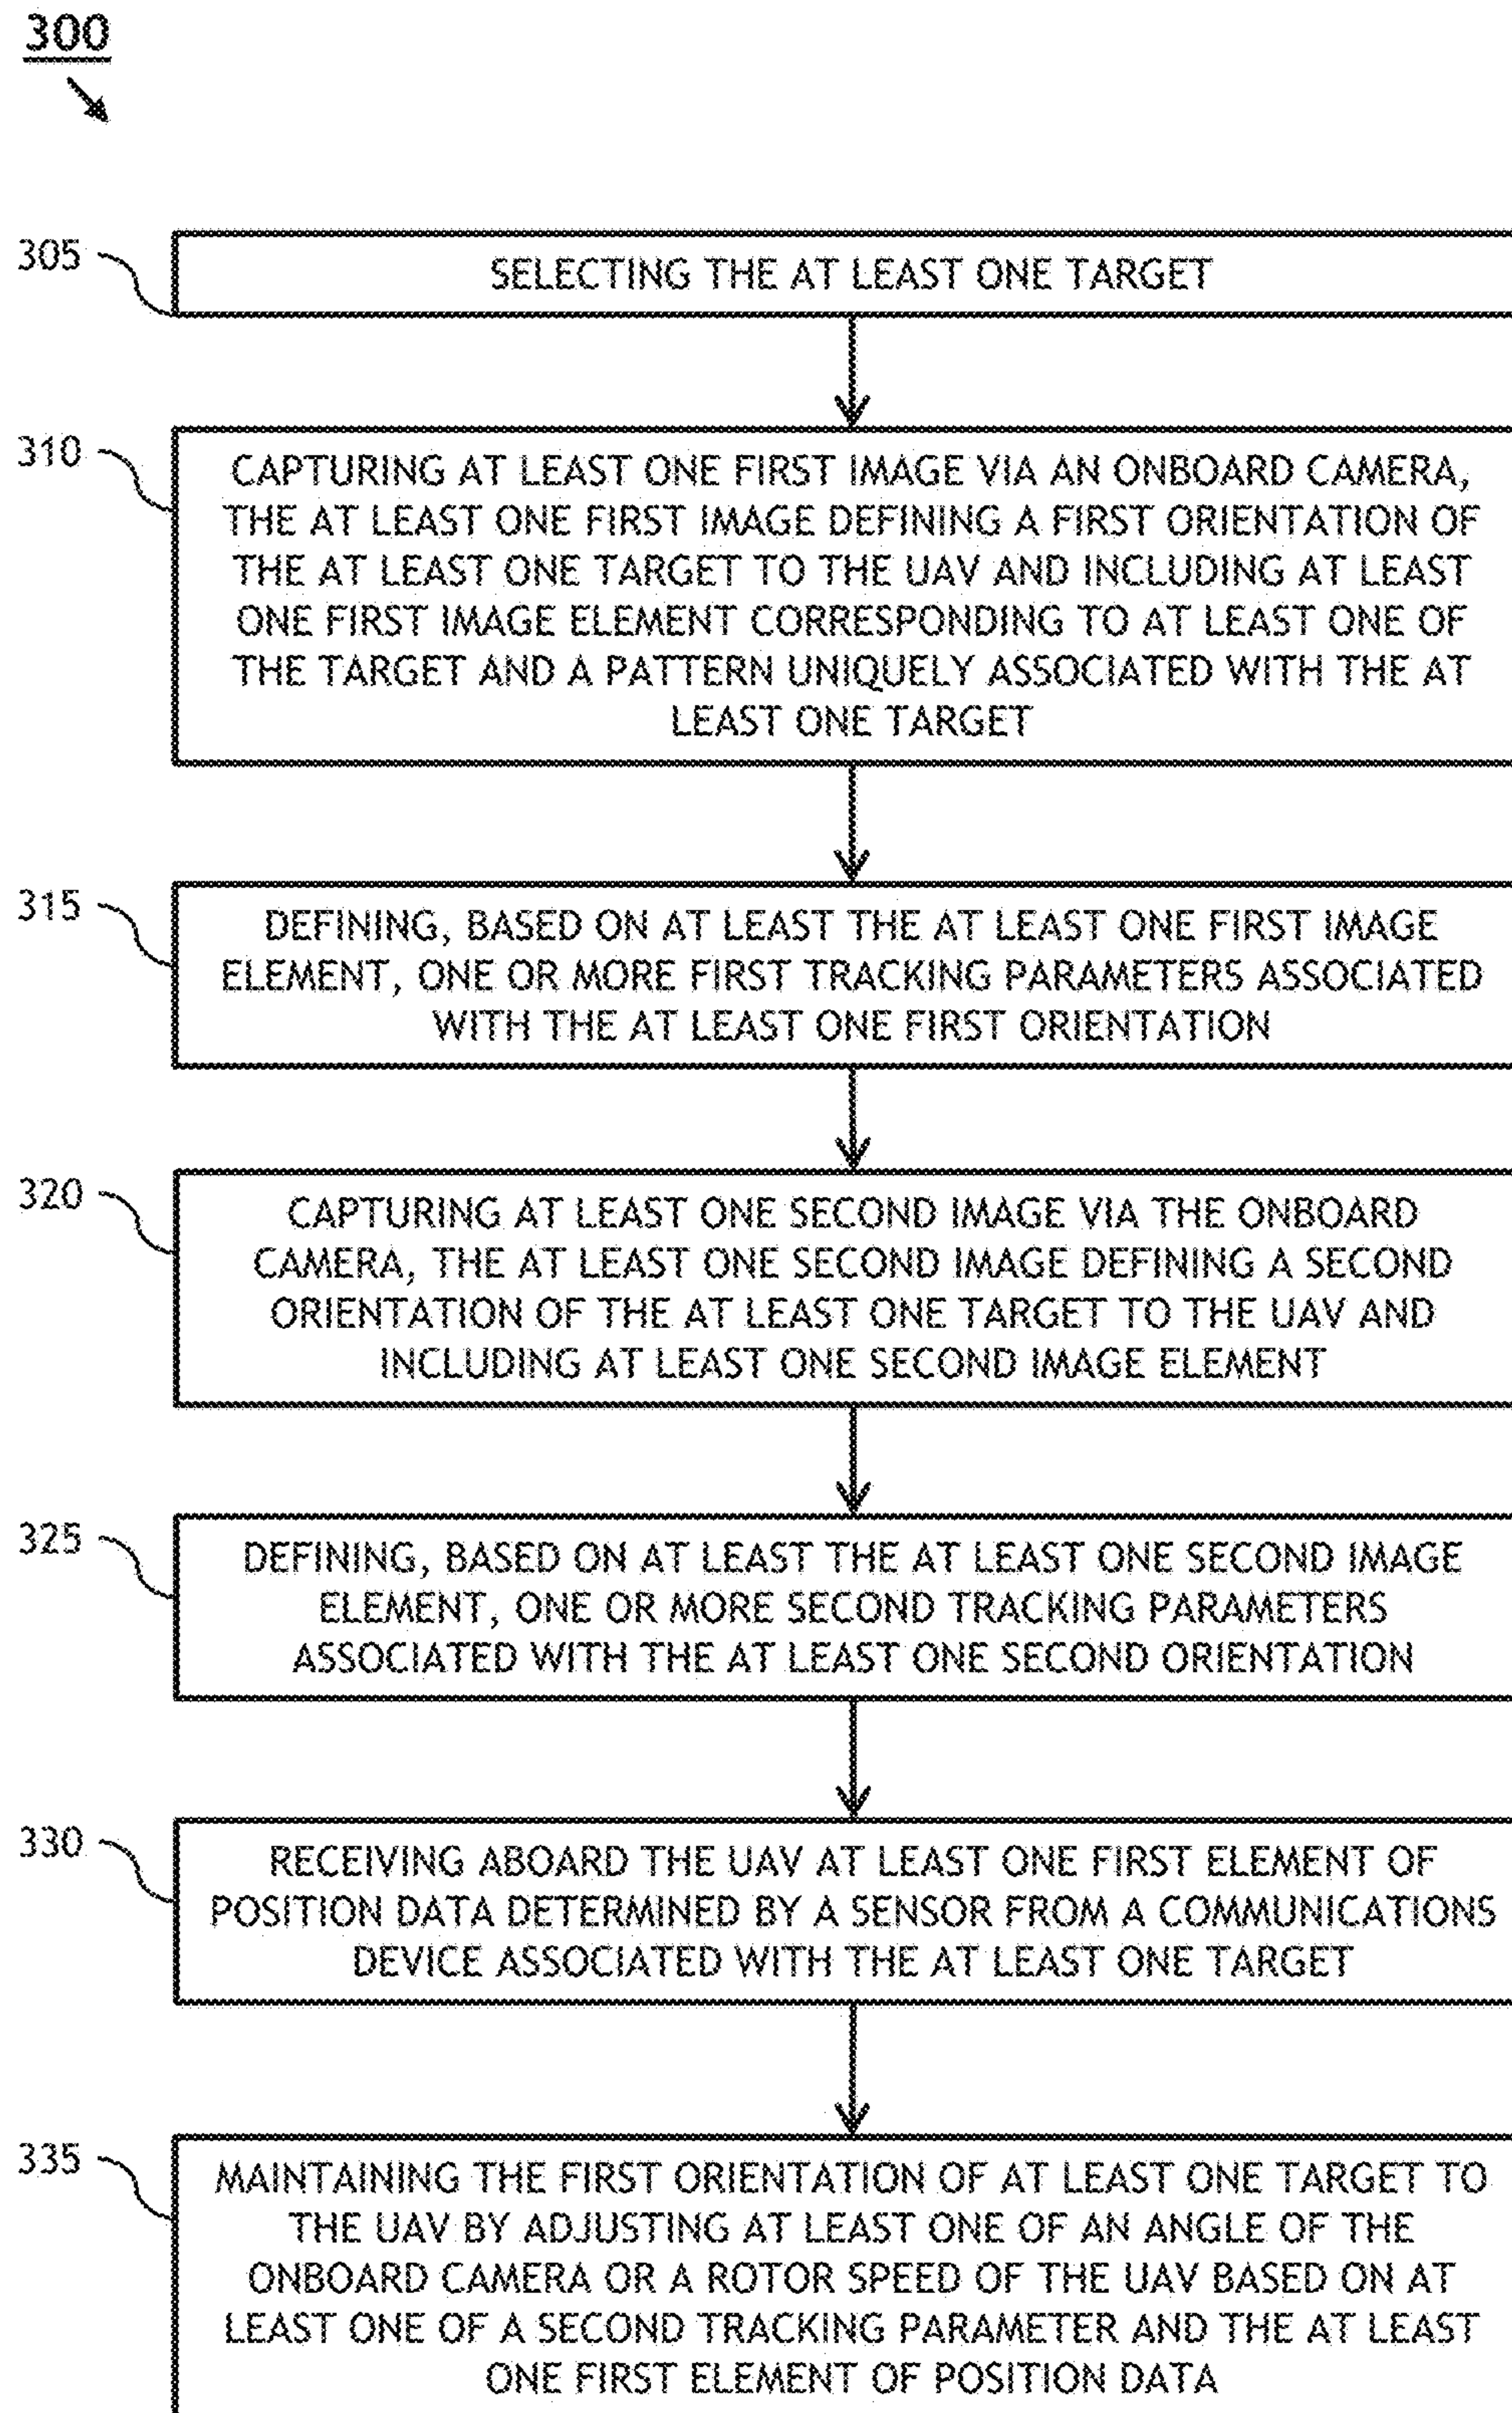 300
305
SELECTING THE AT LEAST ONE TARGET
310
CAPTURING AT LEAST ONE FIRST IMAGE VIA AN ONBOARD CAMERA,
THE AT LEAST ONE FIRST IMAGE DEFINING A FIRST ORIENTATION OF
THE AT LEAST ONE TARGET TO THE UAV AND INCLUDING AT LEAST
ONE FIRST IMAGE ELEMENT CORRESPONDING TO AT LEAST ONE OF
THE TARGET AND A PATTERN UNIQUELY ASSOCIATED WITH THE AT
LEAST ONE TARGET
315
DEFINING, BASED ON AT LEAST THE AT LEAST ONE FIRST IMAGE
ELEMENT, ONE OR MORE FIRST TRACKING PARAMETERS ASSOCIATED
WITH THE AT LEAST ONE FIRST ORIENTATION
320
CAPTURING AT LEAST ONE SECOND IMAGE VIA THE ONBOARD
CAMERA, THE AT LEAST ONE SECOND IMAGE DEFINING A SECOND
ORIENTATION OF THE AT LEAST ONE TARGET TO THE UAV AND
INCLUDING AT LEAST ONE SECOND IMAGE ELEMENT
325
DEFINING, BASED ON AT LEAST THE AT LEAST ONE SECOND IMAGE
ELEMENT, ONE OR MORE SECOND TRACKING PARAMETERS
ASSOCIATED WITH THE AT LEAST ONE SECOND ORIENTATION
330
RECEIVING ABOARD THE UAV AT LEAST ONE FIRST ELEMENT OF
POSITION DATA DETERMINED BY A SENSOR FROM A COMMUNICATIONS
DEVICE ASSOCIATED WITH THE AT LEAST ONE TARGET
335
MAINTAINING THE FIRST ORIENTATION OF AT LEAST ONE TARGET TO
THE UAV BY ADJUSTING AT LEAST ONE OF AN ANGLE OF THE
ONBOARD CAMERA OR A ROTOR SPEED OF THE UAV BASED ON AT
LEAST ONE OF A SECOND TRACKING PARAMETER AND THE AT LEAST
ONE FIRST ELEMENT OF POSITION DATA